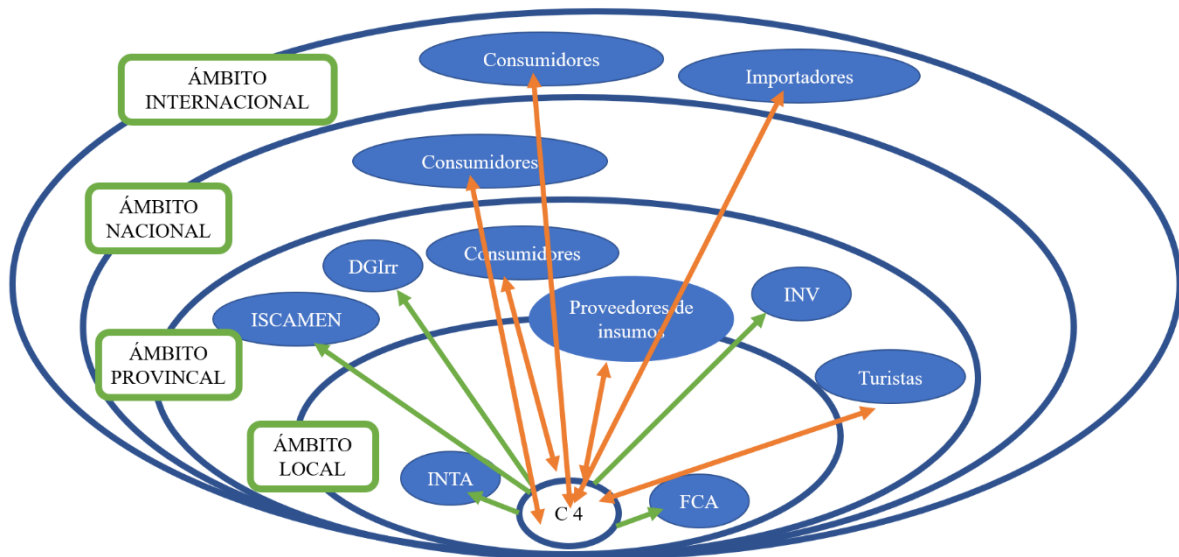 Consumidores
Importadores
ÁMBITO
INTERNACIONAL
Consumidores
ÁMBITO
NACIONAL
Consumidores
DGIrr
INV
ISCAMEN
Proveedores de
insumos
ÁMBITO
PROVINCAL
Turistas
ÁMBITO
LOCAL
INTA
FCA
C 4